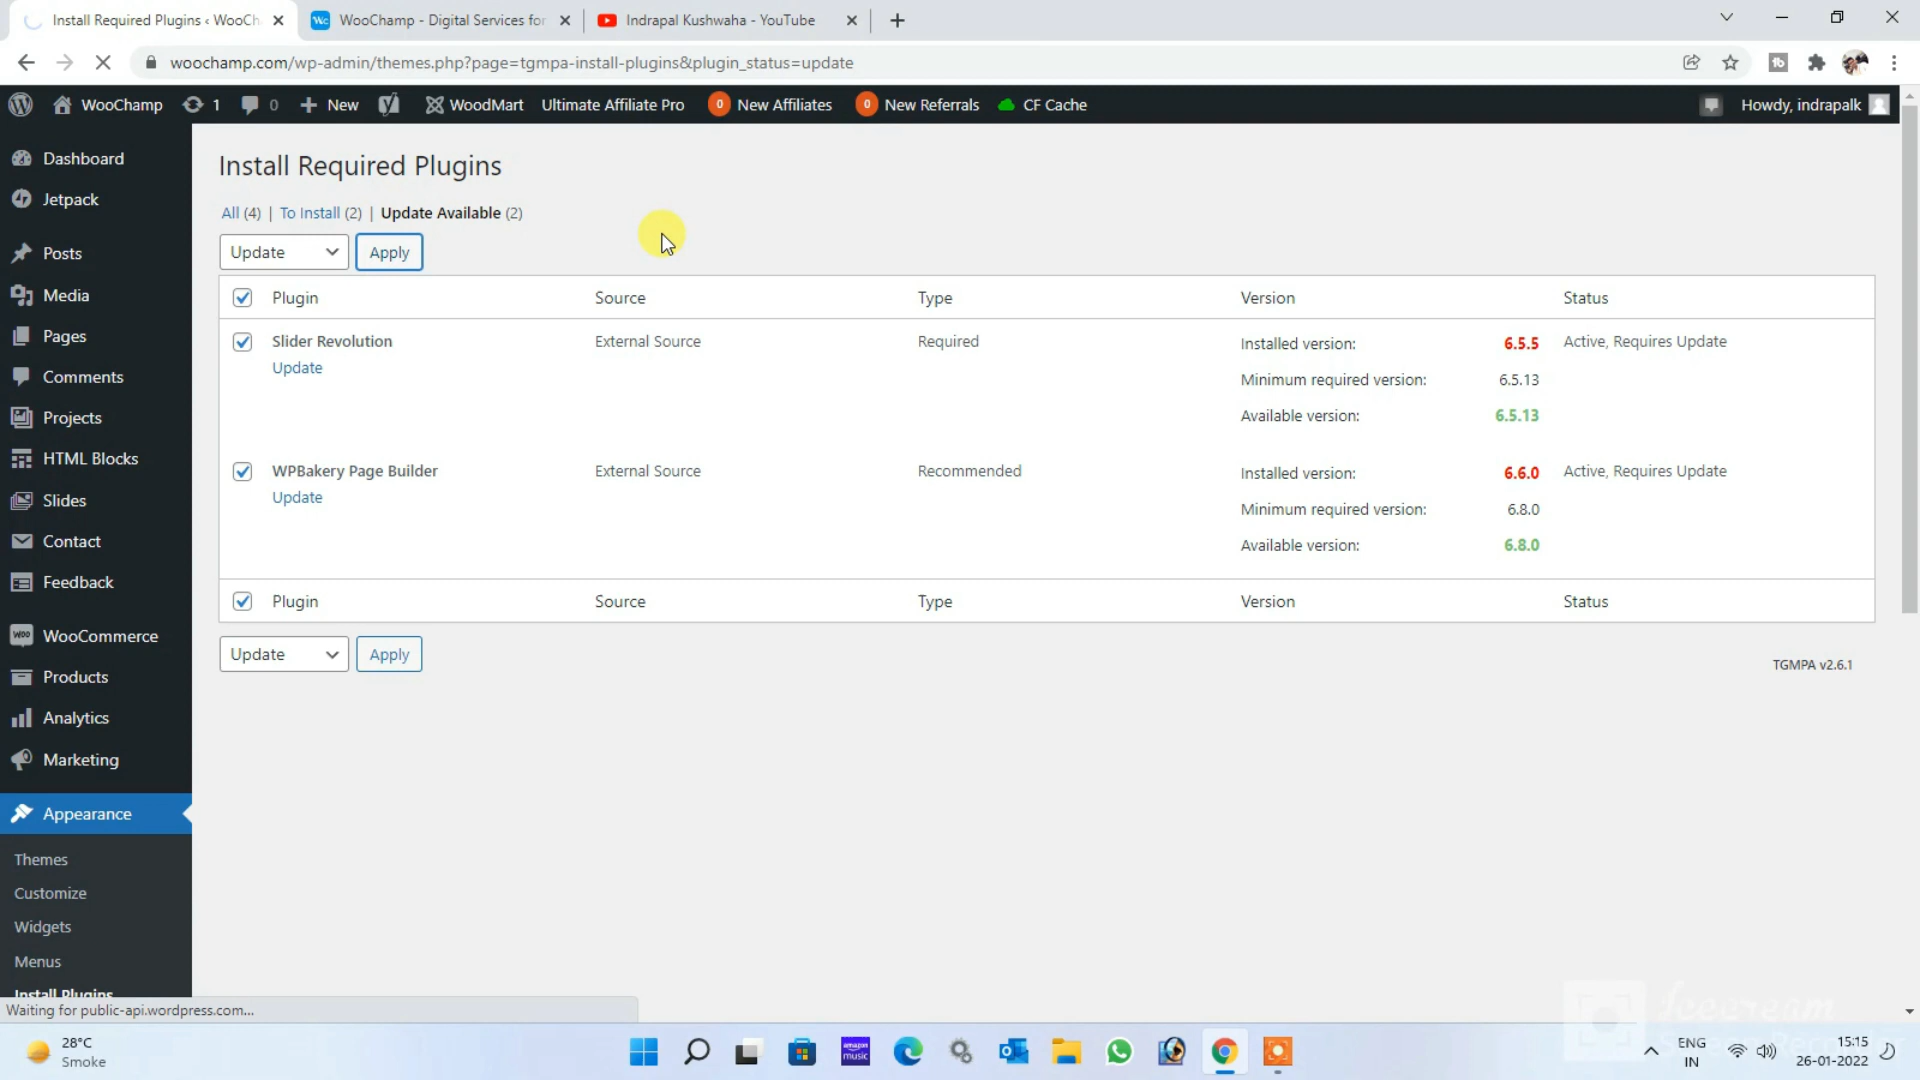 Install Required Plugins ‹ WooCh
WooChamp - Digital Services for
Indrapal Kushwaha - YouTube
woochamp.com/wp-admin/themes.php?page=tgmpa-install-plugins&plugin_status=update
WooChamp 1 0 New WoodMart Ultimate Affiliate Pro 0 New Affiliates 0 New Referrals CF Cache Howdy, indrapalk
Dashboard
Jetpack
Posts
Media
Pages
Comments
Projects
HTML Blocks
Slides
Contact
Feedback
WooCommerce
Products
Analytics
Marketing
Appearance
Themes
Customize
Widgets
Menus
Install Plugins
Install Required Plugins
All (4) | To Install (2) | Update Available (2)
Update Apply
Plugin Source Type Version Status
Slider Revolution External Source Required Installed version: 6.5.5 Active, Requires Update
Update
Minimum required version: 6.5.13
Available version: 6.5.13
WPBakery Page Builder External Source Recommended Installed version: 6.6.0 Active, Requires Update
Update
Minimum required version: 6.8.0
Available version: 6.8.0
Plugin Source Type Version Status
Update Apply
TGMPA v2.6.1
Waiting for public-api.wordpress.com...
Icecream
28°C
Smoke
amazon
music
ENG
IN
15:15
26-01-2022